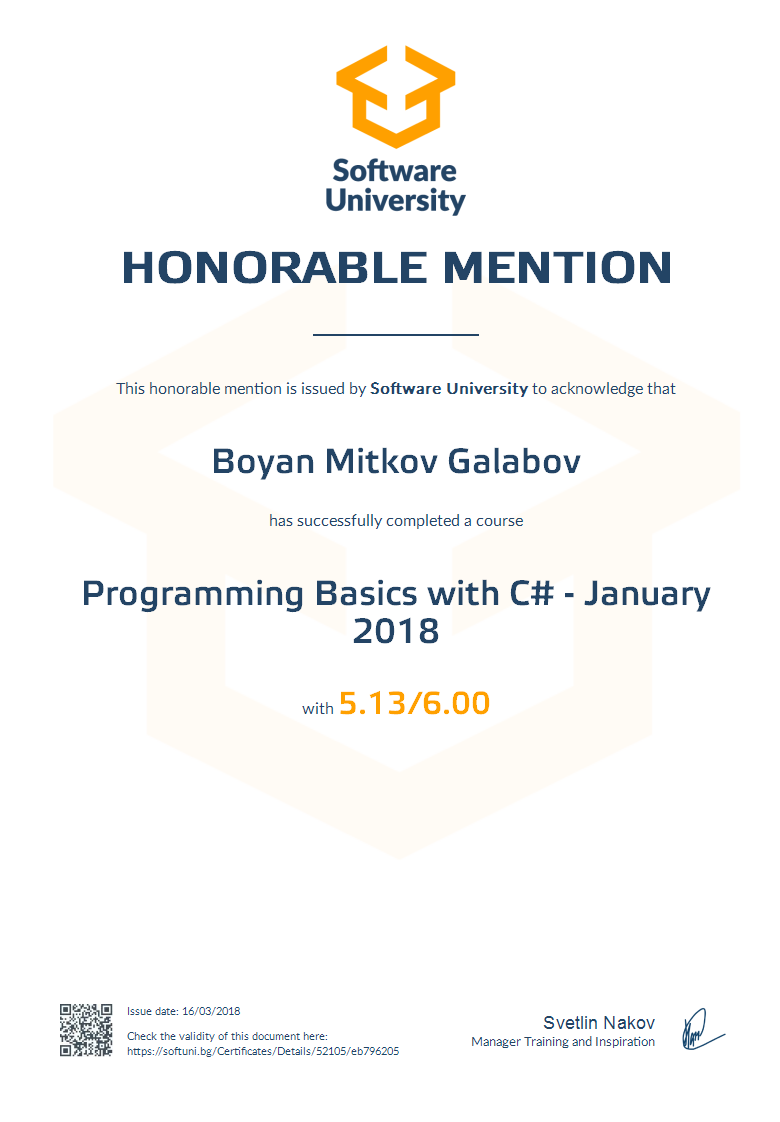 Software
University
HONORABLE MENTION
This honorable mention is issued by Software University to acknowledge that
Boyan Mitkov Galabov
has successfully completed a course
Programming Basics with C# - January
2018
with 5.13/6.00
Issue date: 16/03/2018
Check the validity of this document here:
https://softuni.bg/Certificates/Details/52105/eb796205
Svetlin Nakov
Manager Training and Inspiration